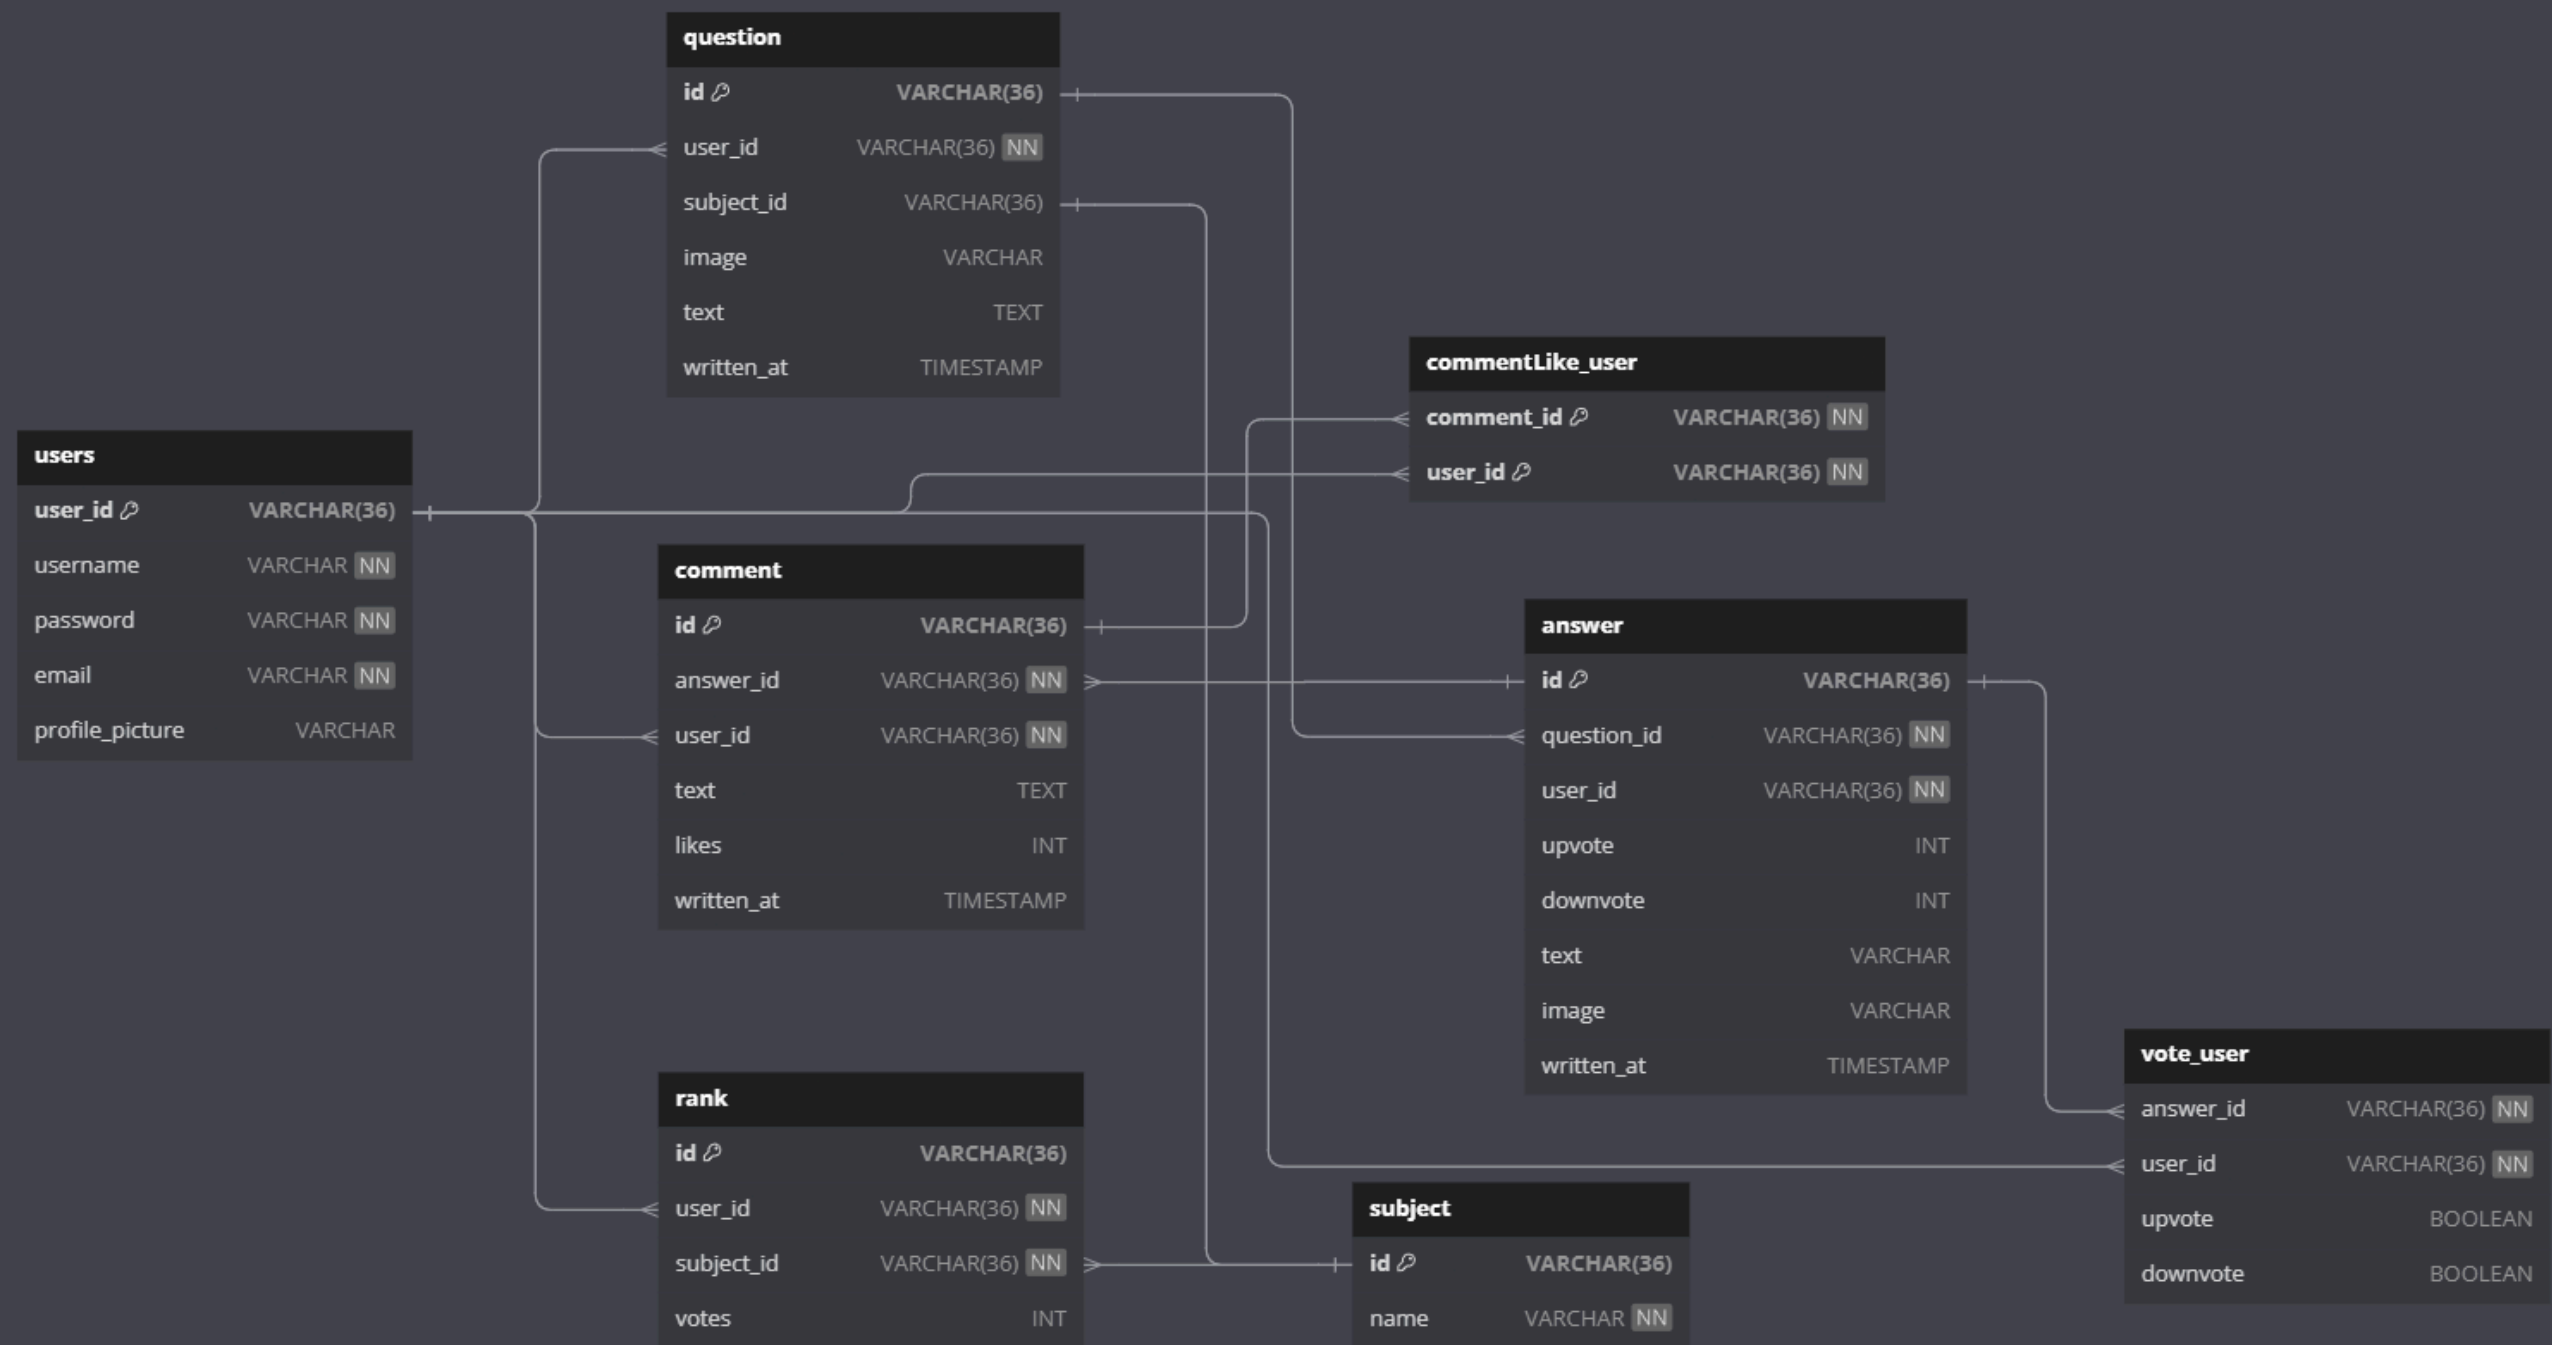 question
id VARCHAR(36)
user_id VARCHAR(36) NN
subject_id VARCHAR(36)
image VARCHAR
text TEXT
written_at TIMESTAMP
commentLike_user
comment_id VARCHAR(36) NN
user_id VARCHAR(36) NN
users
user_id VARCHAR(36)
username VARCHAR NN
password VARCHAR NN
email VARCHAR NN
profile_picture VARCHAR
comment
id VARCHAR(36)
answer_id VARCHAR(36) NN
user_id VARCHAR(36) NN
text TEXT
likes INT
written_at TIMESTAMP
answer
id VARCHAR(36)
question_id VARCHAR(36) NN
user_id VARCHAR(36) NN
upvote INT
downvote INT
text VARCHAR
image VARCHAR
written_at TIMESTAMP
rank
id VARCHAR(36)
user_id VARCHAR(36) NN
subject_id VARCHAR(36) NN
votes INT
subject
id VARCHAR(36)
name VARCHAR NN
vote_user
answer_id VARCHAR(36) NN
user_id VARCHAR(36) NN
upvote BOOLEAN
downvote BOOLEAN